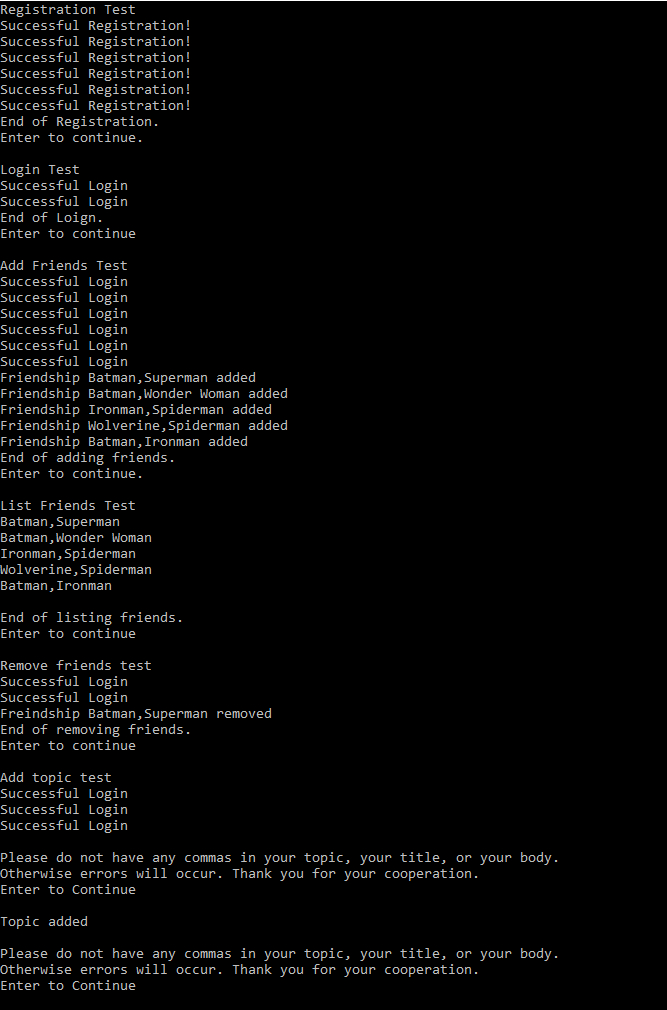 Registration Test
Successful Registration!
Successful Registration!
Successful Registration!
Successful Registration!
Successful Registration!
Successful Registration!
End of Registration.
Enter to continue.

Login Test
Successful Login
Successful Login
End of Loign.
Enter to continue

Add Friends Test
Successful Login
Successful Login
Successful Login
Successful Login
Successful Login
Successful Login
Friendship Batman,Superman added
Friendship Batman,Wonder Woman added
Friendship Ironman,Spiderman added
Friendship Wolverine,Spiderman added
Friendship Batman,Ironman added
End of adding friends.
Enter to continue.

List Friends Test
Batman,Superman
Batman,Wonder Woman
Ironman,Spiderman
Wolverine,Spiderman
Batman,Ironman

End of listing friends.
Enter to continue

Remove friends test
Successful Login
Successful Login
Freindship Batman,Superman removed
End of removing friends.
Enter to continue

Add topic test
Successful Login
Successful Login
Successful Login

Please do not have any commas in your topic, your title, or your body.
Otherwise errors will occur. Thank you for your cooperation.
Enter to Continue

Topic added

Please do not have any commas in your topic, your title, or your body.
Otherwise errors will occur. Thank you for your cooperation.
Enter to Continue